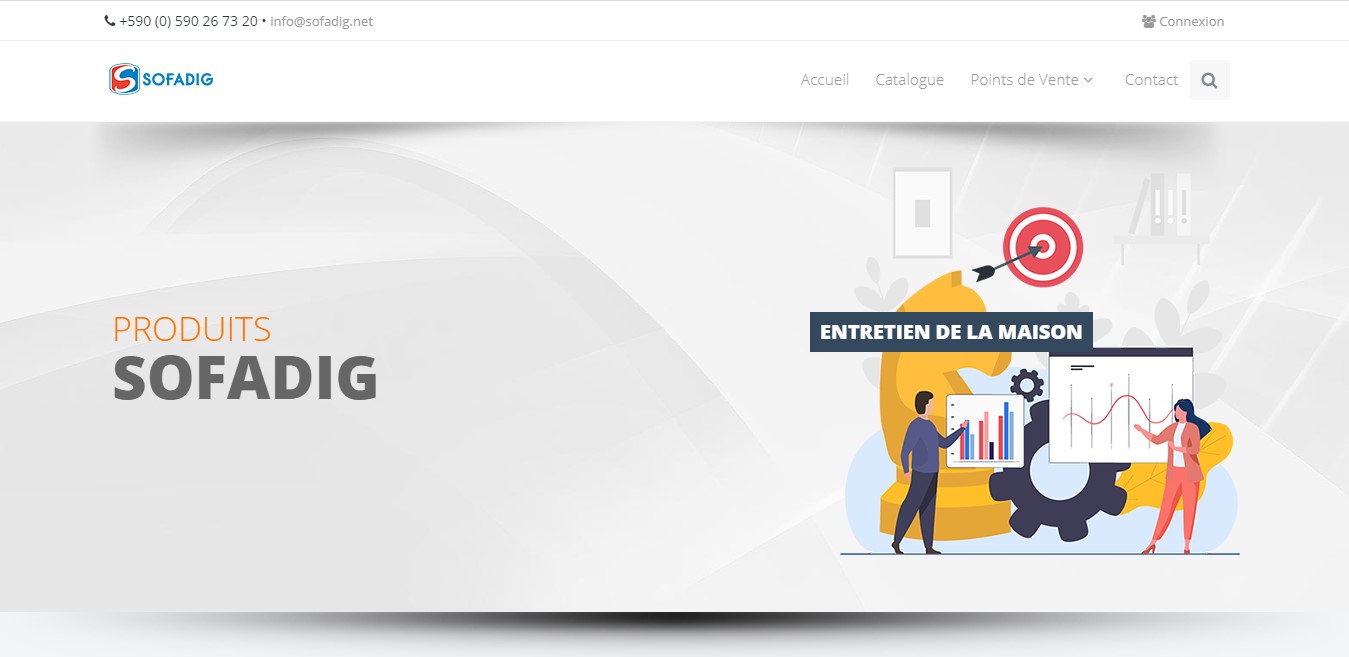 +590 (0) 590 26 73 20 • info@sofadig.net
Connexion
SOFADIG
Accueil Catalogue Points de Vente Contact
PRODUITS
SOFADIG
ENTRETIEN DE LA MAISON